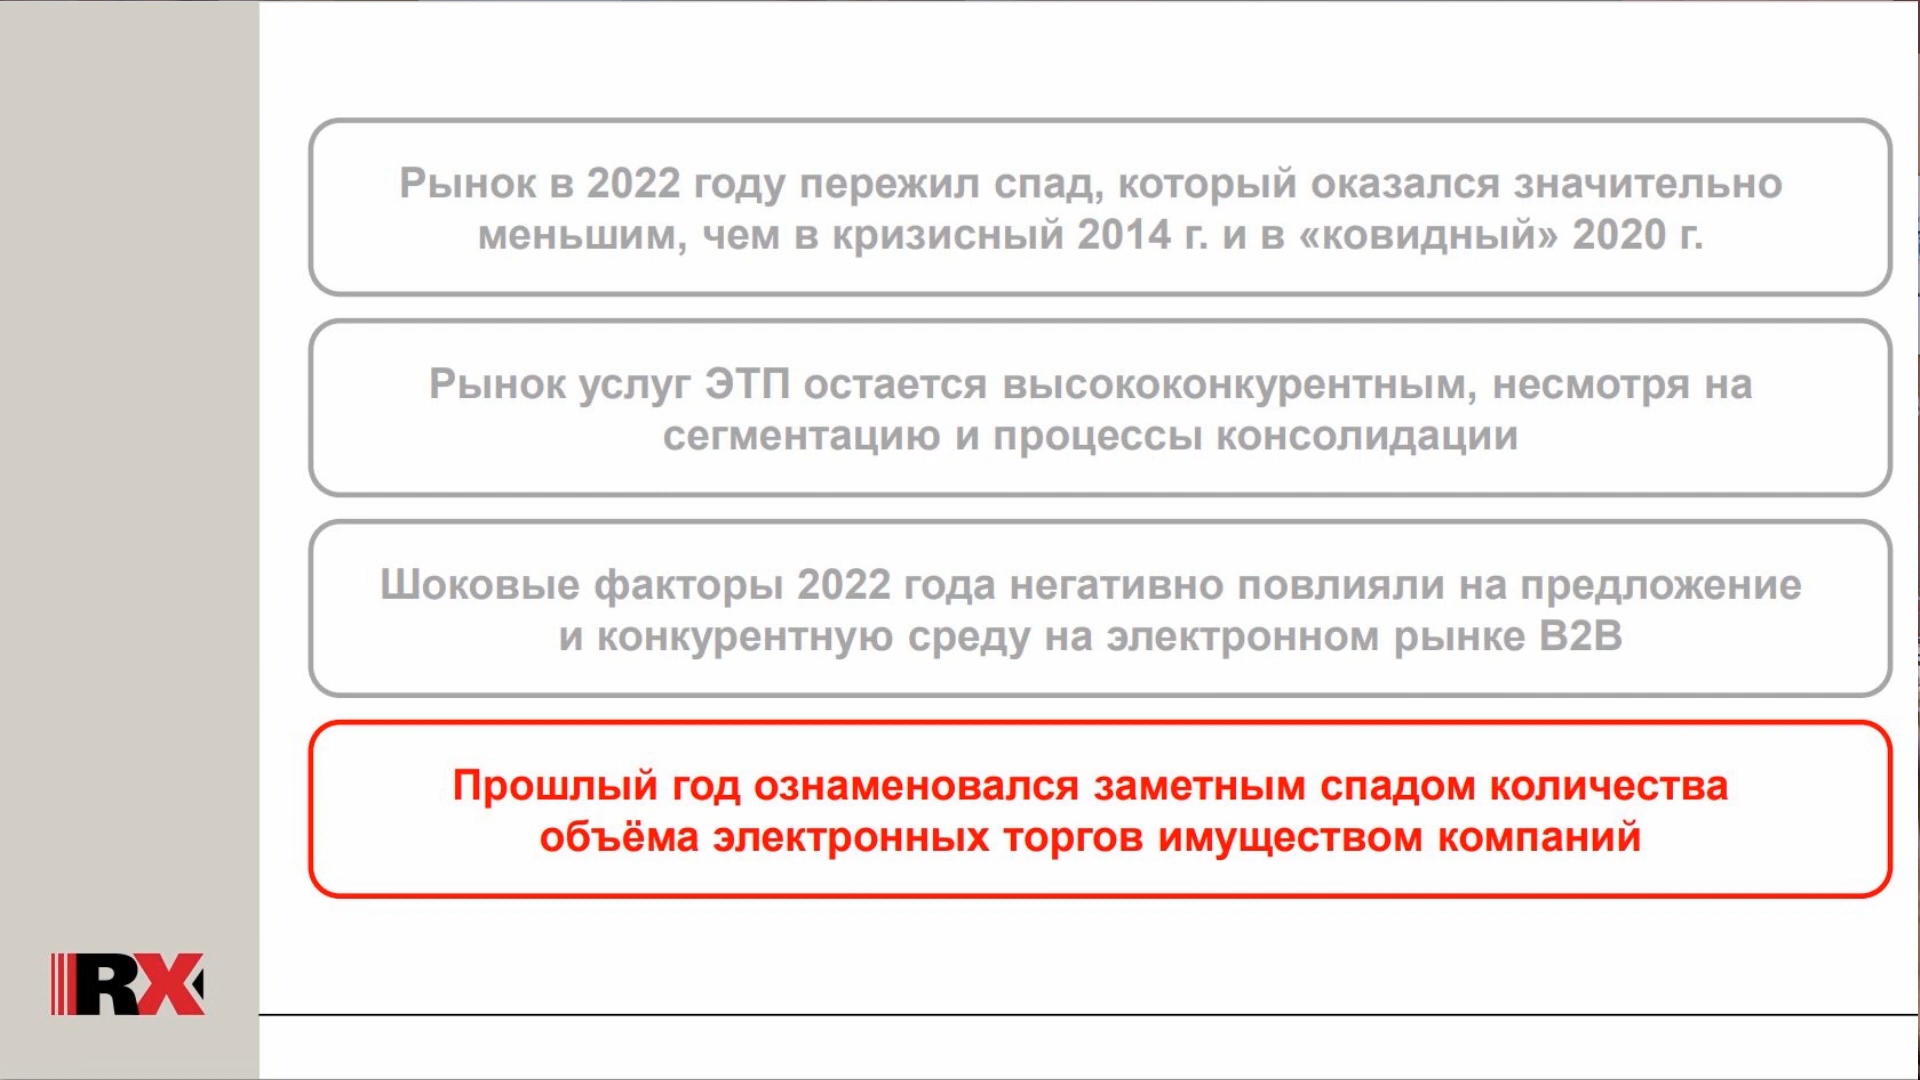 Рынок в 2022 году пережил спад, который оказался значительно
меньшим, чем в кризисный 2014 г. и в «ковидный» 2020 г.
Рынок услуг ЭТП остается высококонкурентным, несмотря на
сегментацию и процессы консолидации
Шоковые факторы 2022 года негативно повлияли на предложение
и конкурентную среду на электронном рынке B2B
Прошлый год ознаменовался заметным спадом количества
объёма электронных торгов имуществом компаний
RX